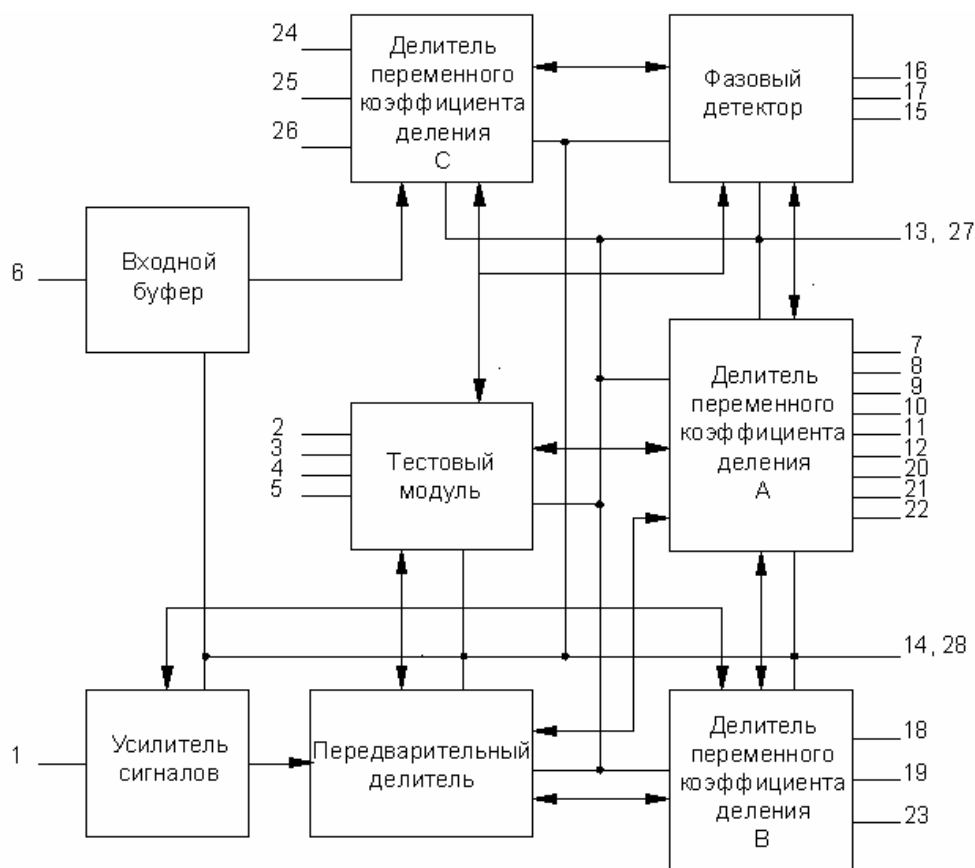 24
25
26
Делитель
переменного
коэффициента
деления
С
Фазовый
детектор
16
17
15
13, 27
6
Входной
буфер
2
3
4
5
Тестовый
модуль
Делитель
переменного
коэффициента
деления
А
7
8
9
10
11
12
20
21
22
14, 28
1
Усилитель
сигналов
Передварительный
делитель
Делитель
переменного
коэффициента
деления
В
18
19
23